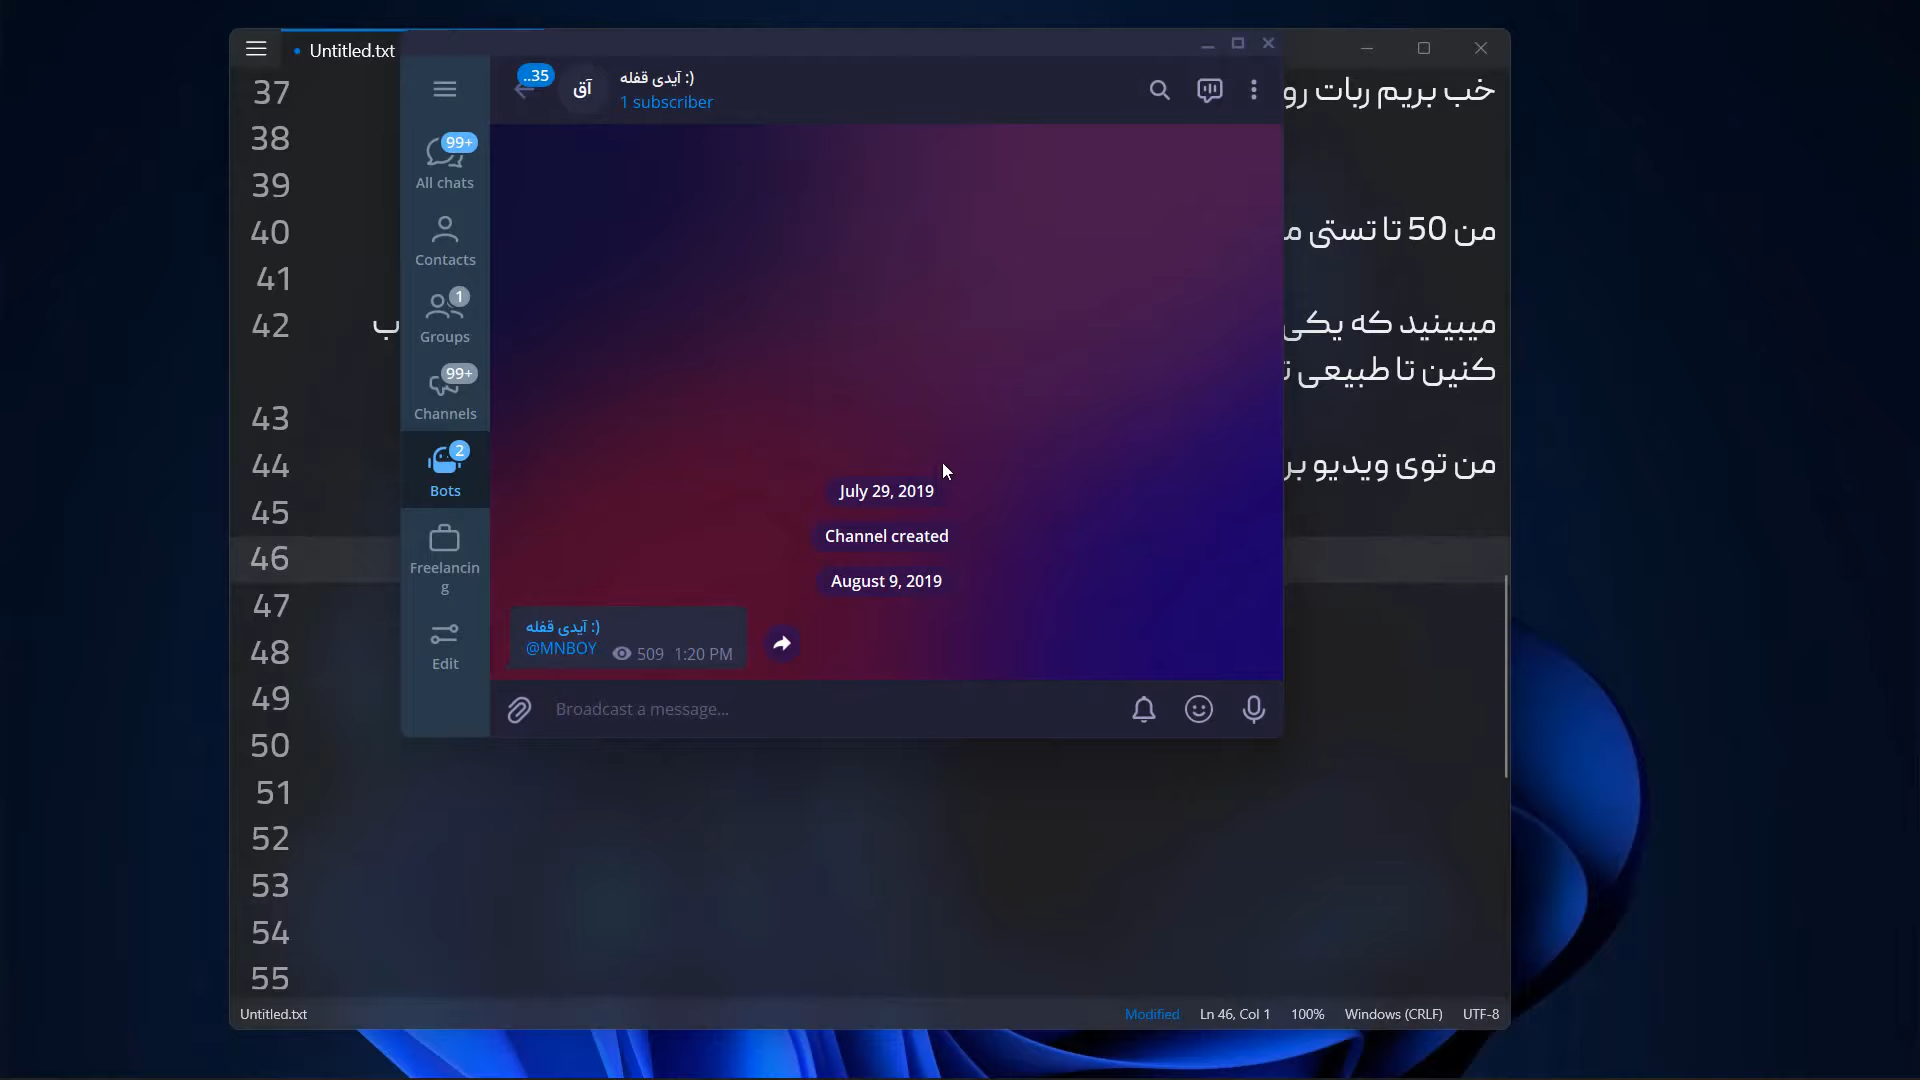 Untitled.txt
37
خب بریم ربات رو
38
39
40
من 50 تا تستی م
41
42
میبینید که یکی
ب
کنین تا طبیعی ت
43
44
من توی ویدیو بر
45
46
47
48
49
50
51
52
53
54
55
..35
آق
آیدی قفله :)
1 subscriber
99+
All chats
Contacts
1
Groups
99+
Channels
2
Bots
Freelancin
g
Edit
July 29, 2019
Channel created
August 9, 2019
آیدی قفله :)
@MNBOY
509 1:20 PM
Broadcast a message...
Untitled.txt
Modified
Ln 46, Col 1
100%
Windows (CRLF)
UTF-8